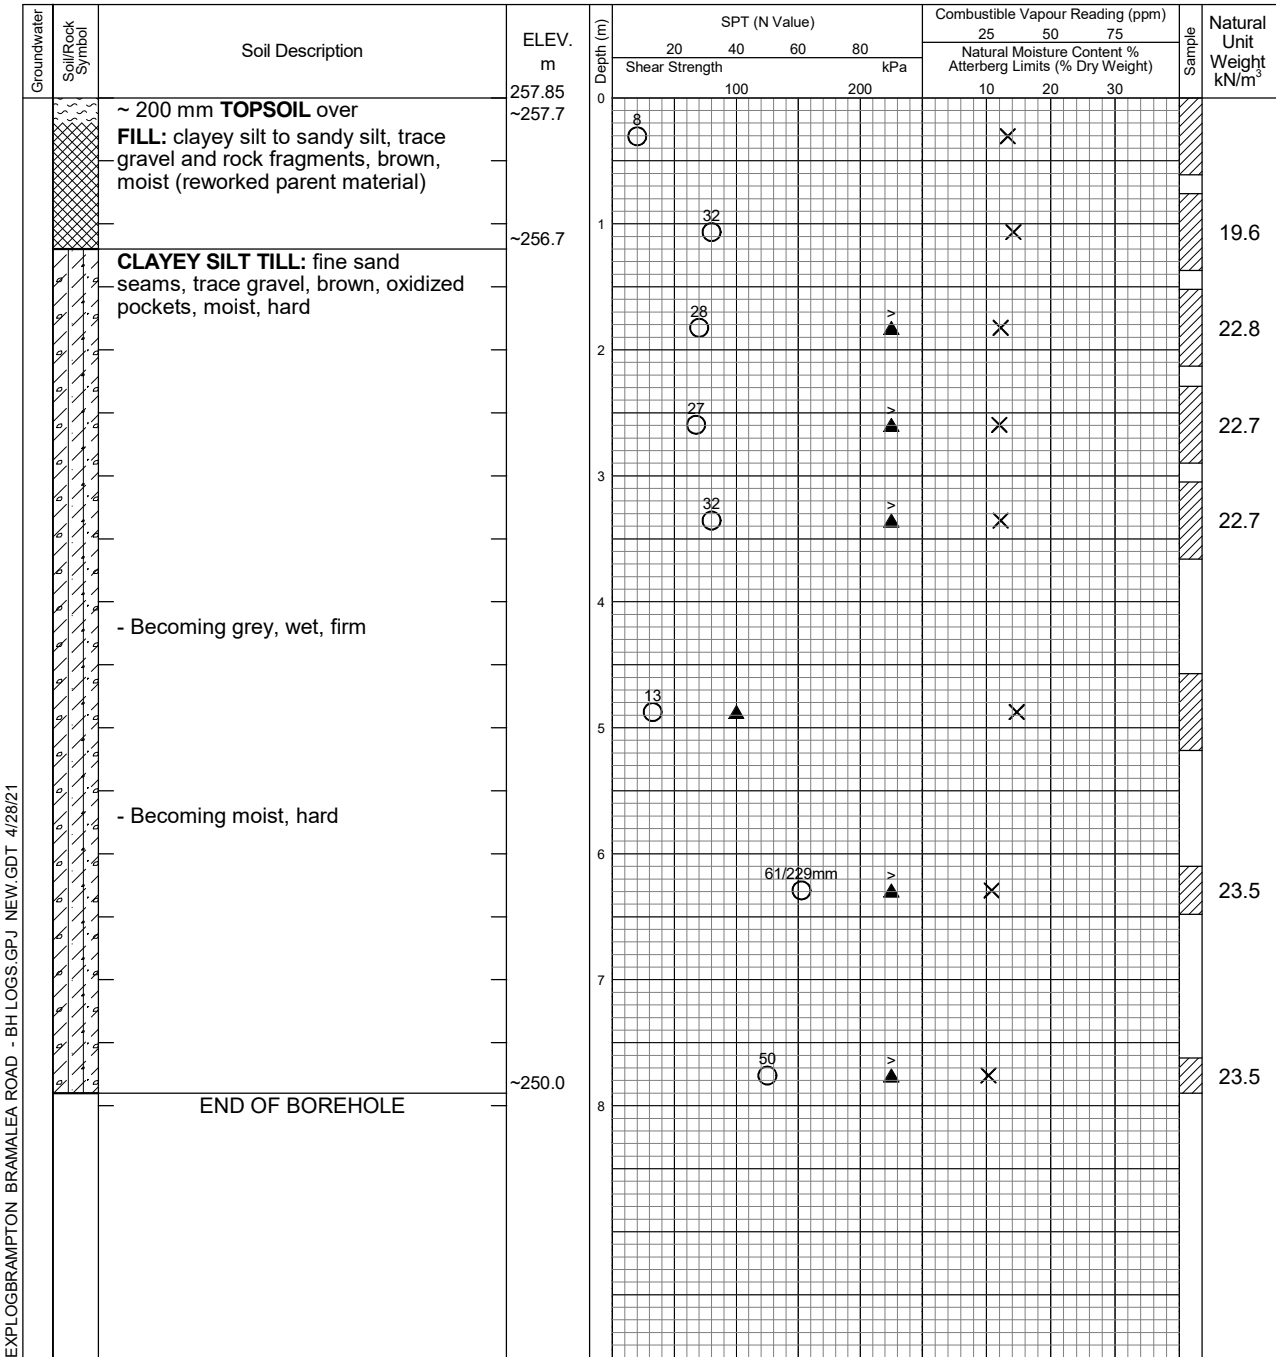 Groundwater
Soil/Rock
Symbol
Soil Description
ELEV.
m
257.85
Depth (m)
SPT (N Value)
20 40 60 80
Shear Strength kPa
100 200
Combustible Vapour Reading (ppm)
25 50 75
Natural Moisture Content %
Atterberg Limits (% Dry Weight)
10 20 30
Sample
Natural
Unit
Weight
kN/m³
0
~ 200 mm TOPSOIL over
~257.7
FILL: clayey silt to sandy silt, trace
gravel and rock fragments, brown,
moist (reworked parent material)
8
1
32
19.6
~256.7
CLAYEY SILT TILL: fine sand
seams, trace gravel, brown, oxidized
pockets, moist, hard
28
>
22.8
2
27
>
22.7
3
32
>
22.7
4
- Becoming grey, wet, firm
13
5
- Becoming moist, hard
6
61/229mm
>
23.5
7
50
>
23.5
~250.0
END OF BOREHOLE
8
EXPLOGBRAMPTON BRAMALEA ROAD - BH LOGS.GPJ NEW.GDT 4/28/21